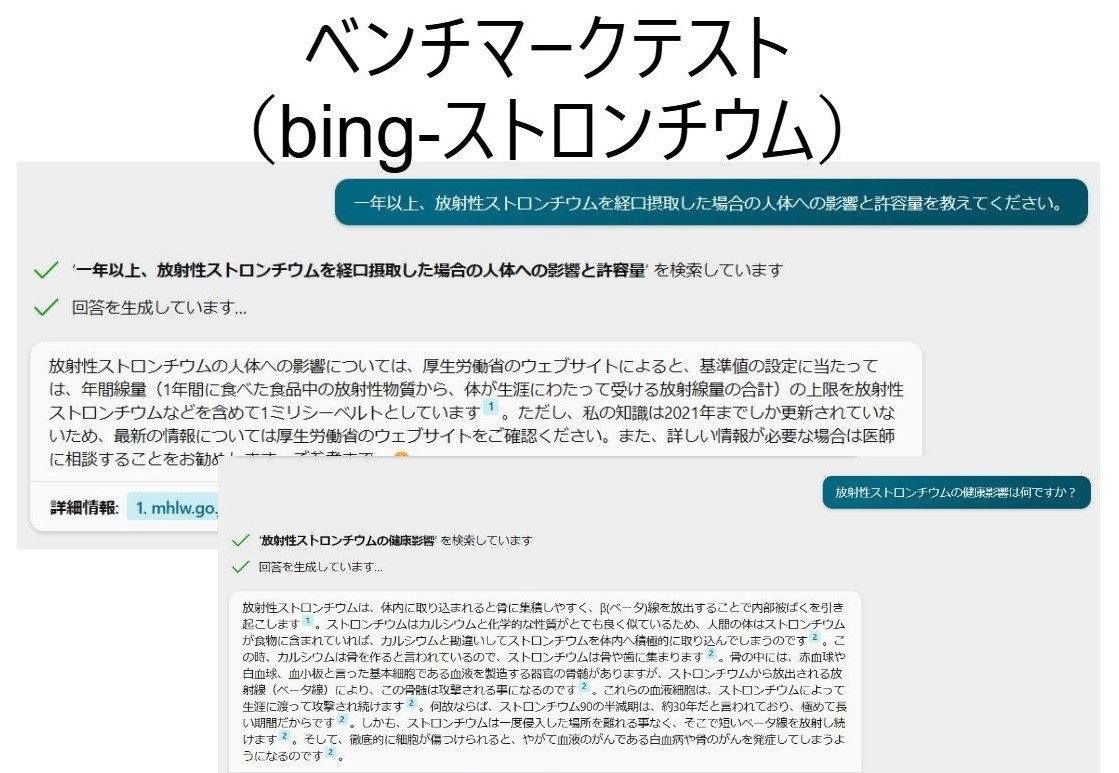 ベンチマークテスト
（bing-ストロンチウム）
一年以上、放射性ストロンチウムを経口摂取した場合の人体への影響と許容量を教えてください。
'一年以上、放射性ストロンチウムを経口摂取した場合の人体への影響と許容量' を検索しています
回答を生成しています...
放射性ストロンチウムの人体への影響については、厚生労働省のウェブサイトによると、基準値の設定に当たって
は、年間線量（1年間に食べた食品中の放射性物質から、体が生涯にわたって受ける放射線量の合計）の上限を放射性
ストロンチウムなどを含めて1ミリシーベルトとしています 1 。ただし、私の知識は2021年までしか更新されていな
いため、最新の情報については厚生労働省のウェブサイトをご確認ください。また、詳しい情報が必要な場合は医師
に相談することをお勧め
詳細情報: 1. mhlw.go.
放射性ストロンチウムの健康影響は何ですか？
'放射性ストロンチウムの健康影響' を検索しています
回答を生成しています...
放射性ストロンチウムは、体内に取り込まれると骨に集積しやすく、β(ベータ)線を放出することで内部被ばくを引き
起こします 1 。ストロンチウムはカルシウムと化学的な性質がとても良く似ているため、人間の体はストロンチウム
が食物に含まれていれば、カルシウムと勘違いしてストロンチウムを体内へ積極的に取り込んでしまうのです 2 。こ
の時、カルシウムは骨を作ると言われているので、ストロンチウムは骨や歯に集まります 2 。骨の中には、赤血球や
白血球、血小板と言った基本細胞である血液を製造する器官の骨髄がありますが、ストロンチウムから放出される放
射線（ベータ線）により、この骨髄は攻撃される事になるのです 2 。これらの血液細胞は、ストロンチウムによって
生涯に渡って攻撃され続けます 2 。何故ならば、ストロンチウム90の半減期は、約30年だと言われており、極めて長
い期間だからです 2 。しかも、ストロンチウムは一度侵入した場所を離れる事なく、そこで短いベータ線を放射し続
けます 2 。そして、徹底的に細胞が傷つけられると、やがて血液のがんである白血病や骨のがんを発症してしまうよ
うになるのです 2 。